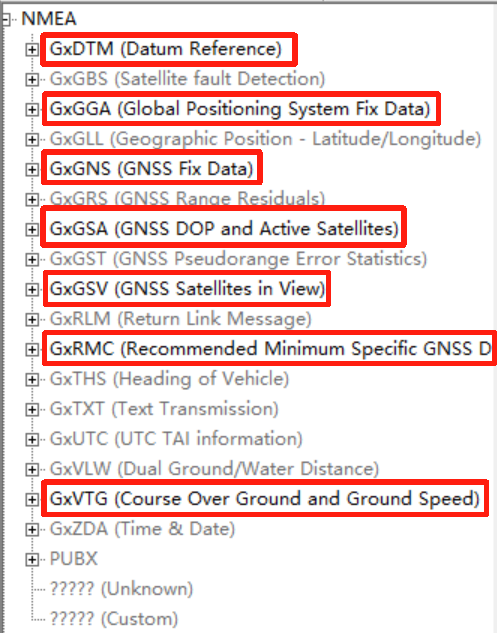 NMEA
GxDTM (Datum Reference)
GxGBS (Satellite fault Detection)
GxGGA (Global Positioning System Fix Data)
GxGLL (Geographic Position - Latitude/Longitude)
GxGNS (GNSS Fix Data)
GxGRS (GNSS Range Residuals)
GxGSA (GNSS DOP and Active Satellites)
GxGST (GNSS Pseudorange Error Statistics)
GxGSV (GNSS Satellites in View)
GxRLM (Return Link Message)
GxRMC (Recommended Minimum Specific GNSS D
GxTHS (Heading of Vehicle)
GxTXT (Text Transmission)
GxUTC (UTC TAI information)
GxVLW (Dual Ground/Water Distance)
GxVTG (Course Over Ground and Ground Speed)
GxZDA (Time & Date)
PUBX
????? (Unknown)
????? (Custom)